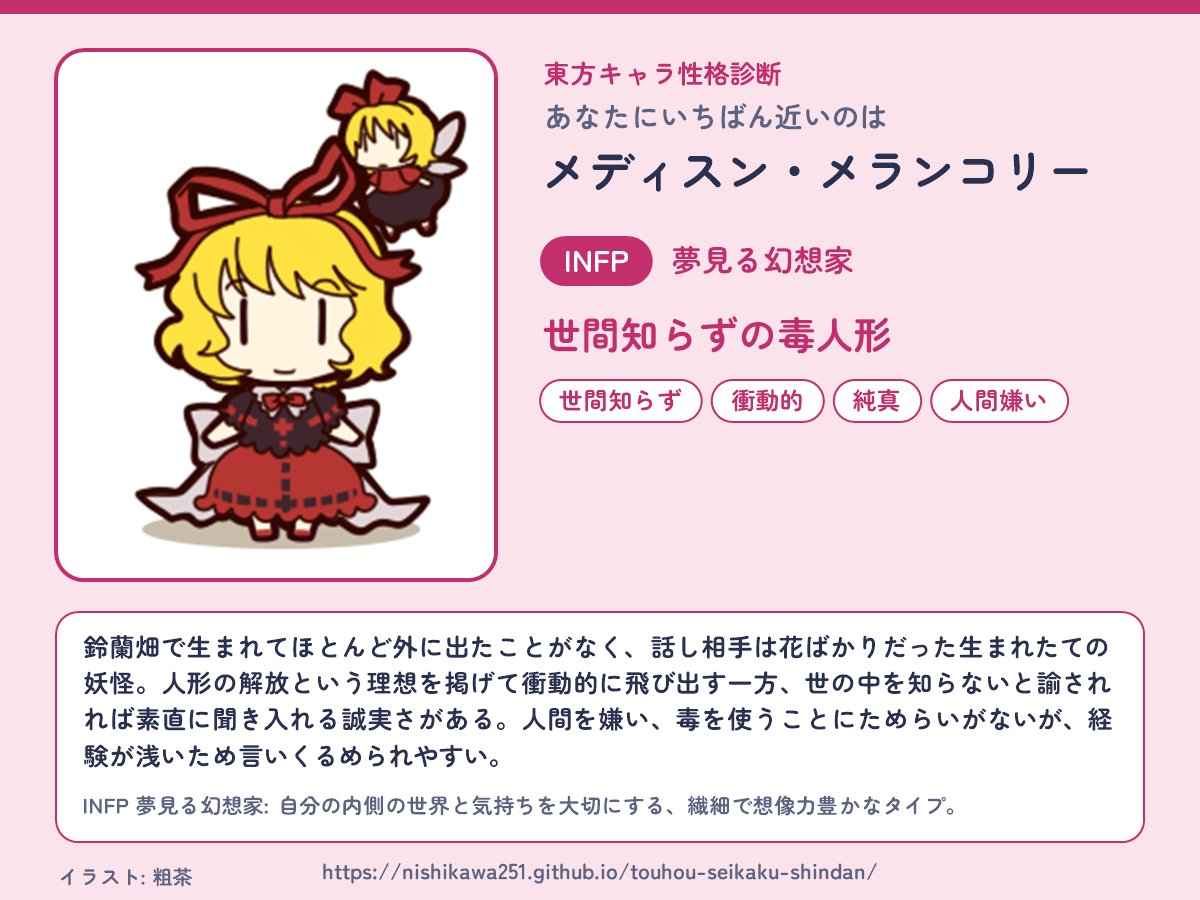 東方キャラ性格診断
あなたにいちばん近いのは
メディスン・メランコリー
INFP 夢見る幻想家
世間知らずの毒人形
世間知らず 衝動的 純真 人間嫌い
鈴蘭畑で生まれてほとんど外に出たことがなく、話し相手は花ばかりだった生まれたての
妖怪。人形の解放という理想を掲げて衝動的に飛び出す一方、世の中を知らないと諭され
れば素直に聞き入れる誠実さがある。人間を嫌い、毒を使うことにためらいがないが、経
験が浅いため言いくるめられやすい。
INFP 夢見る幻想家: 自分の内側の世界と気持ちを大切にする、繊細で想像力豊かなタイプ。
イラスト: 粗茶
https://nishikawa251.github.io/touhou-seikaku-shindan/